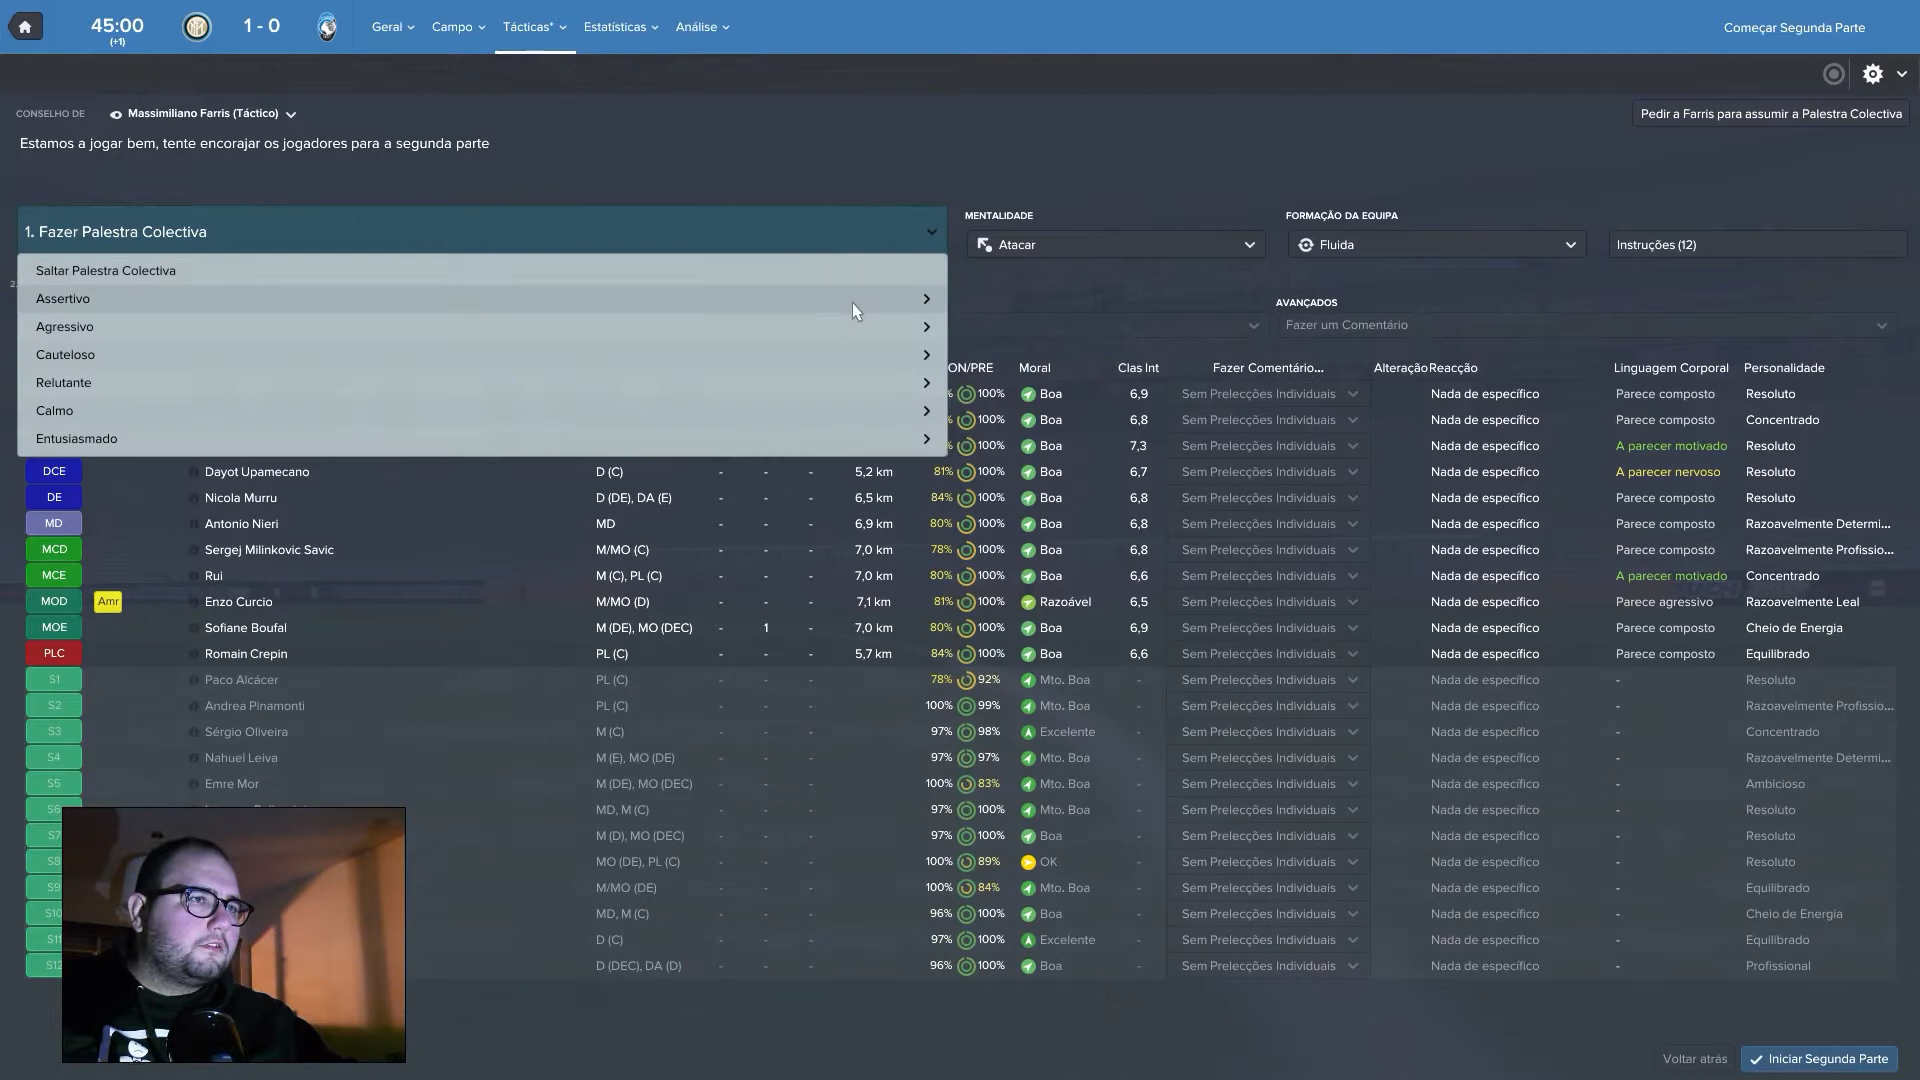 45:00 1 - 0 Geral Campo Tácticas* Estatísticas Análise Começar Segunda Parte
(+1)
CONSELHO DE Massimiliano Farris (Táctico) Pedir a Farris para assumir a Palestra Colectiva
Estamos a jogar bem, tente encorajar os jogadores para a segunda parte
MENTALIDADE FORMAÇÃO DA EQUIPA
1. Fazer Palestra Colectiva Atacar Fluida Instruções (12)
Saltar Palestra Colectiva
2.
Assertivo AVANÇADOS
Agressivo Fazer um Comentário
Cauteloso
ON/PRE Moral Clas Int Fazer Comentário... Alteração Reacção Linguagem Corporal Personalidade
Relutante % 100% Boa 6,9 Sem Prelecções Individuais Nada de específico Parece composto Resoluto
Calmo % 100% Boa 6,8 Sem Prelecções Individuais Nada de específico Parece composto Concentrado
Entusiasmado % 100% Boa 7,3 Sem Prelecções Individuais Nada de específico A parecer motivado Resoluto
DCE Dayot Upamecano D (C) - - - 5,2 km 81% 100% Boa 6,7 Sem Prelecções Individuais Nada de específico A parecer nervoso Resoluto
DE Nicola Murru D (DE), DA (E) - - - 6,5 km 84% 100% Boa 6,8 Sem Prelecções Individuais Nada de específico Parece composto Resoluto
MD Antonio Nieri MD - - - 6,9 km 80% 100% Boa 6,8 Sem Prelecções Individuais Nada de específico Parece composto Razoavelmente Determi...
MCD Sergej Milinkovic Savic M/MO (C) - - - 7,0 km 78% 100% Boa 6,8 Sem Prelecções Individuais Nada de específico Parece composto Razoavelmente Profissio...
MCE Rui M (C), PL (C) - - - 7,0 km 80% 100% Boa 6,6 Sem Prelecções Individuais Nada de específico A parecer motivado Concentrado
MOD Amr Enzo Curcio M/MO (D) - - - 7,1 km 81% 100% Razoável 6,5 Sem Prelecções Individuais Nada de específico Parece agressivo Razoavelmente Leal
MOE Sofiane Boufal M (DE), MO (DEC) - 1 - 7,0 km 80% 100% Boa 6,9 Sem Prelecções Individuais Nada de específico Parece composto Cheio de Energia
PLC Romain Crepin PL (C) - - - 5,7 km 84% 100% Boa 6,6 Sem Prelecções Individuais Nada de específico Parece composto Equilibrado
S1 Paco Alcácer PL (C) - - - 78% 92% Mto. Boa - Sem Prelecções Individuais Nada de específico - Resoluto
S2 Andrea Pinamonti PL (C) - - - 100% 99% Mto. Boa - Sem Prelecções Individuais Nada de específico - Razoavelmente Profissio...
S3 Sérgio Oliveira M (C) - - - 97% 98% Excelente - Sem Prelecções Individuais Nada de específico - Concentrado
S4 Nahuel Leiva M (E), MO (DE) - - - 97% 97% Mto. Boa - Sem Prelecções Individuais Nada de específico - Razoavelmente Determi...
S5 Emre Mor M (DE), MO (DEC) - - - 100% 83% Mto. Boa - Sem Prelecções Individuais Nada de específico - Ambicioso
S6 MD, M (C) - - - 97% 100% Mto. Boa - Sem Prelecções Individuais Nada de específico - Resoluto
S7 M (D), MO (DEC) - - - 97% 100% Boa - Sem Prelecções Individuais Nada de específico - Resoluto
S8 MO (DE), PL (C) - - - 100% 89% OK - Sem Prelecções Individuais Nada de específico - Resoluto
S9 M/MO (DE) - - - 100% 84% Mto. Boa - Sem Prelecções Individuais Nada de específico - Equilibrado
S10 MD, M (C) - - - 96% 100% Boa - Sem Prelecções Individuais Nada de específico - Cheio de Energia
S11 D (C) - - - 97% 100% Excelente - Sem Prelecções Individuais Nada de específico - Equilibrado
S12 D (DEC), DA (D) - - - 96% 100% Boa - Sem Prelecções Individuais Nada de específico - Profissional
Voltar atrás Iniciar Segunda Parte